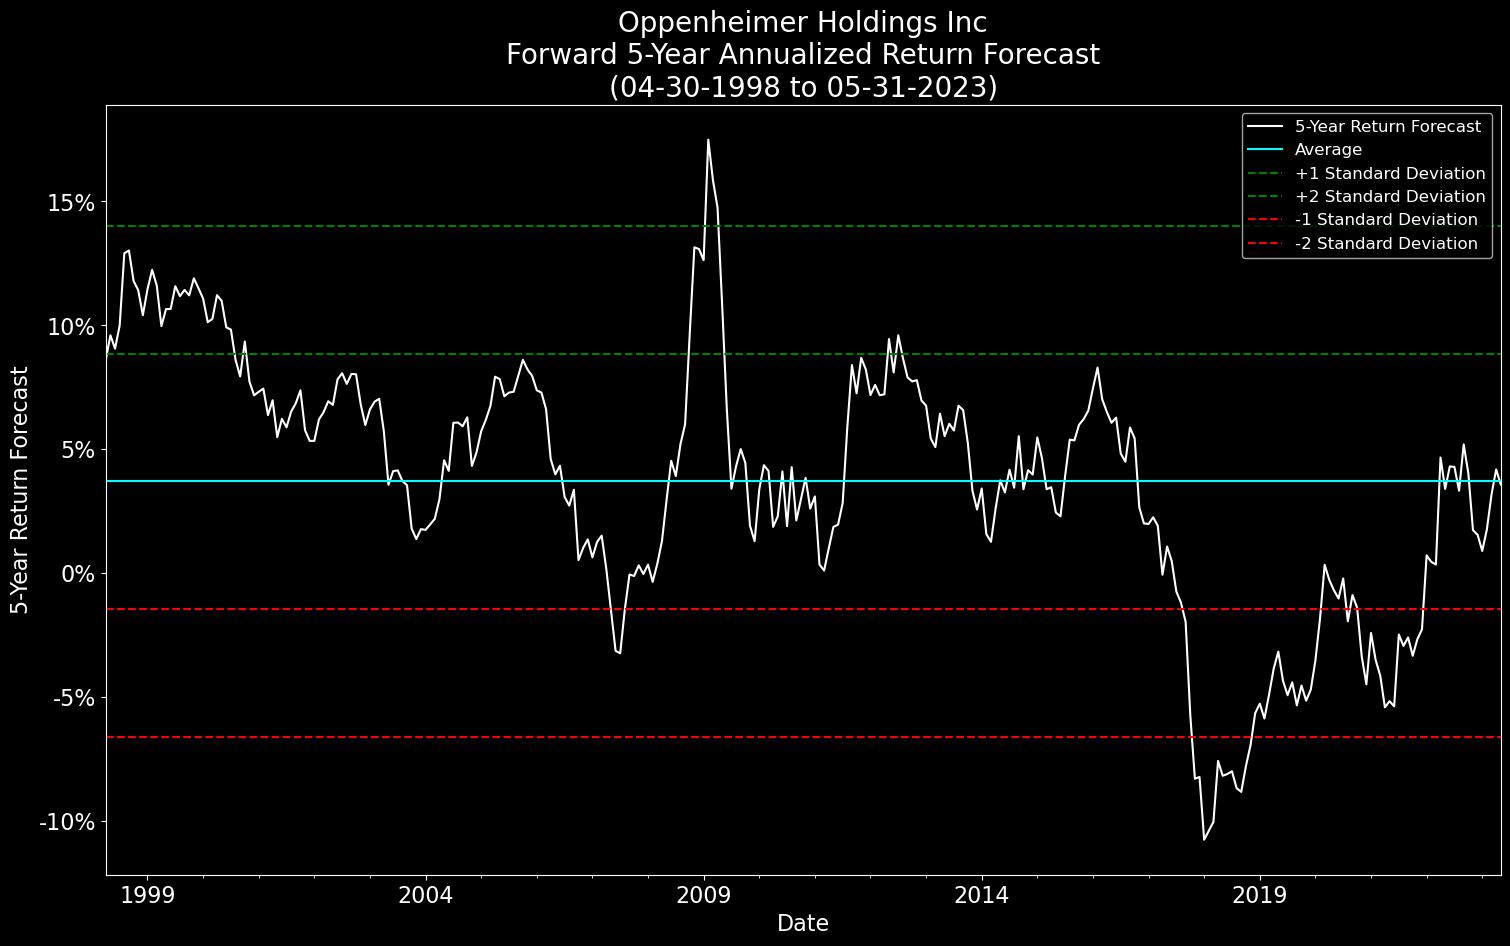 Oppenheimer Holdings Inc
Forward 5-Year Annualized Return Forecast
(04-30-1998 to 05-31-2023)
5-Year Return Forecast
Average
+1 Standard Deviation
+2 Standard Deviation
-1 Standard Deviation
-2 Standard Deviation
5-Year Return Forecast
15%
10%
5%
0%
-5%
-10%
1999 2004 2009 2014 2019
Date